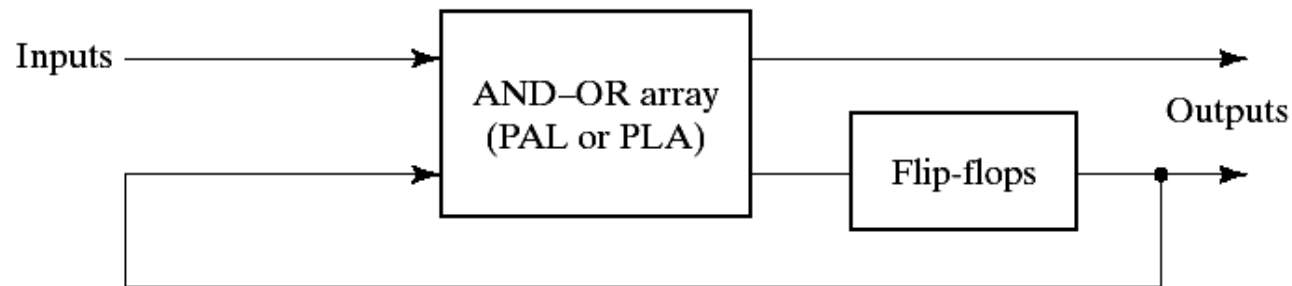 Inputs
AND–OR array
(PAL or PLA)
Outputs
Flip-flops